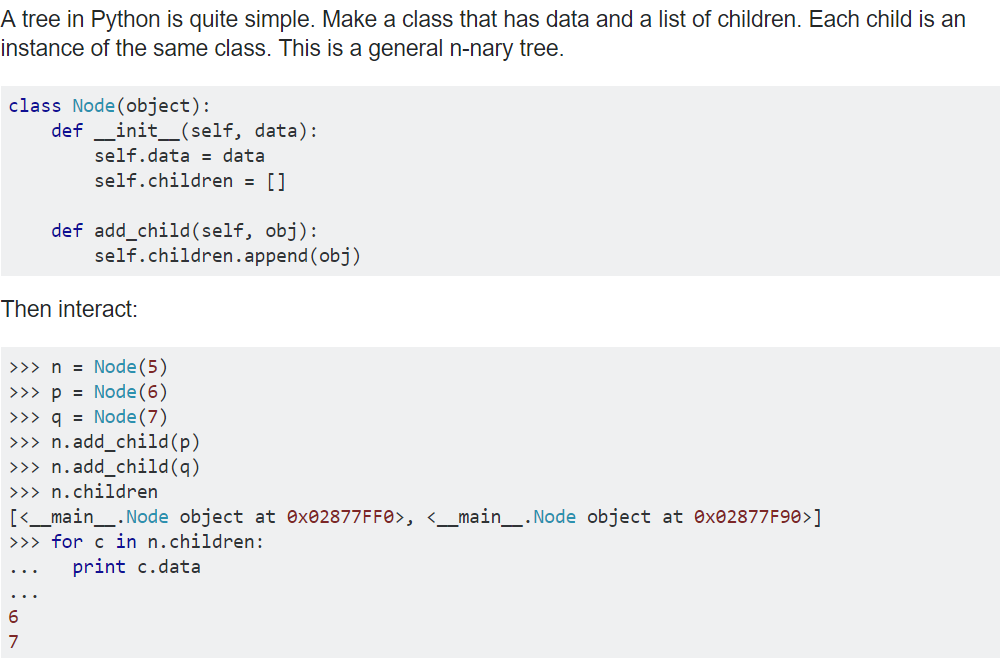 A tree in Python is quite simple. Make a class that has data and a list of children. Each child is an
instance of the same class. This is a general n-nary tree.
class Node(object):
    def __init__(self, data):
        self.data = data
        self.children = []
    def add_child(self, obj):
        self.children.append(obj)
Then interact:
>>> n = Node(5)
>>> p = Node(6)
>>> q = Node(7)
>>> n.add_child(p)
>>> n.add_child(q)
>>> n.children
[<__main__.Node object at 0x02877FF0>, <__main__.Node object at 0x02877F90>]
>>> for c in n.children:
...   print c.data
...
6
7